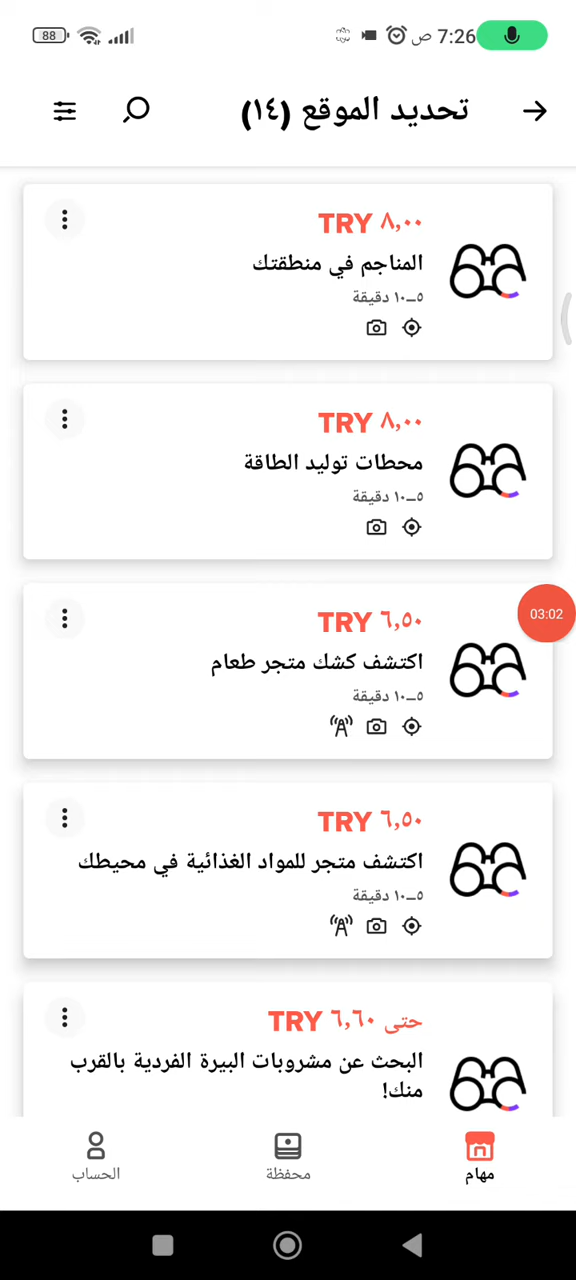 7:26 ص
88
تحديد الموقع (١٤)
TRY ٨,٠٠
المناجم في منطقتك
٥–١٠ دقيقة
TRY ٨,٠٠
محطات توليد الطاقة
٥–١٠ دقيقة
TRY ٦,٥٠
اكتشف كشك متجر طعام
٥–١٠ دقيقة
03:02
TRY ٦,٥٠
اكتشف متجر للمواد الغذائية في محيطك
٥–١٠ دقيقة
حتى ٦,٦٠ TRY
البحث عن مشروبات البيرة الفردية بالقرب
منك!
مهام
محفظة
الحساب